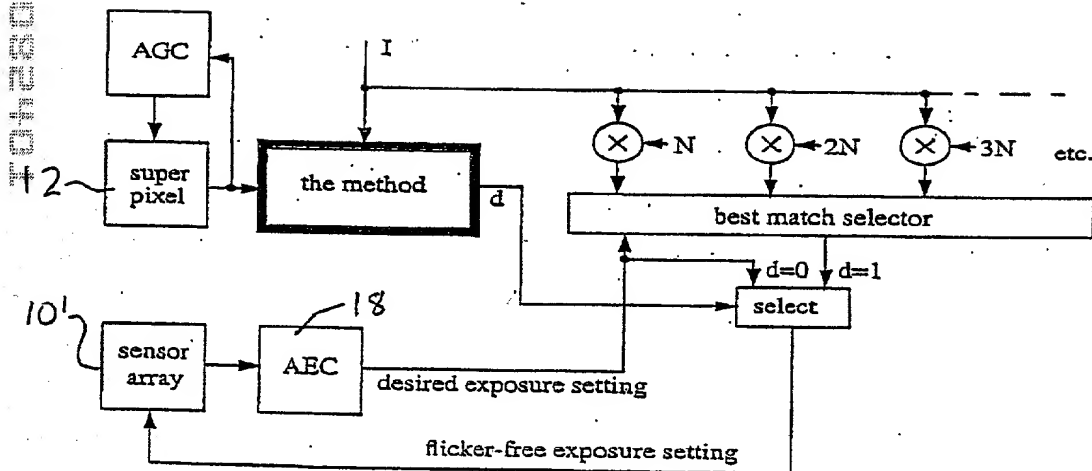 AGC
I
N
2N
3N
etc.
12
super
pixel
the method
d
best match selector
d=0
d=1
select
10'
18
sensor
array
AEC
desired exposure setting
flicker-free exposure setting